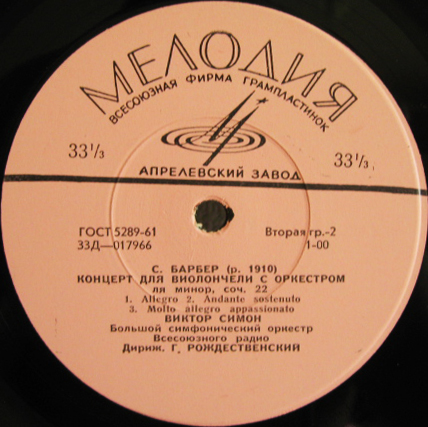 МЕЛОДИЯ
ВСЕСОЮЗНАЯ ФИРМА ГРАМПЛАСТИНОК
33⅓
33⅓
АПРЕЛЕВСКИЙ ЗАВОД
ГОСТ 5289-61
Вторая гр.-2
33Д—017966
1-00
С. БАРБЕР (р. 1910)
КОНЦЕРТ ДЛЯ ВИОЛОНЧЕЛИ С ОРКЕСТРОМ
ля минор, соч. 22
1. Allegro 2. Andante sostenuto
3. Molto allegro appassionato
ВИКТОР СИМОН
Большой симфонический оркестр
Всесоюзного радио
Дириж. Г. РОЖДЕСТВЕНСКИЙ